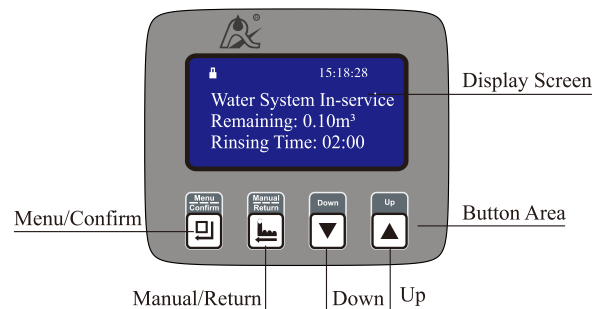 ®
15:18:28
Water System In-service
Remaining: 0.10m³
Rinsing Time: 02:00
Display Screen
Menu
Confirm
Manual
Return
Down
Up
Menu/Confirm
Button Area
Manual/Return
Down
Up